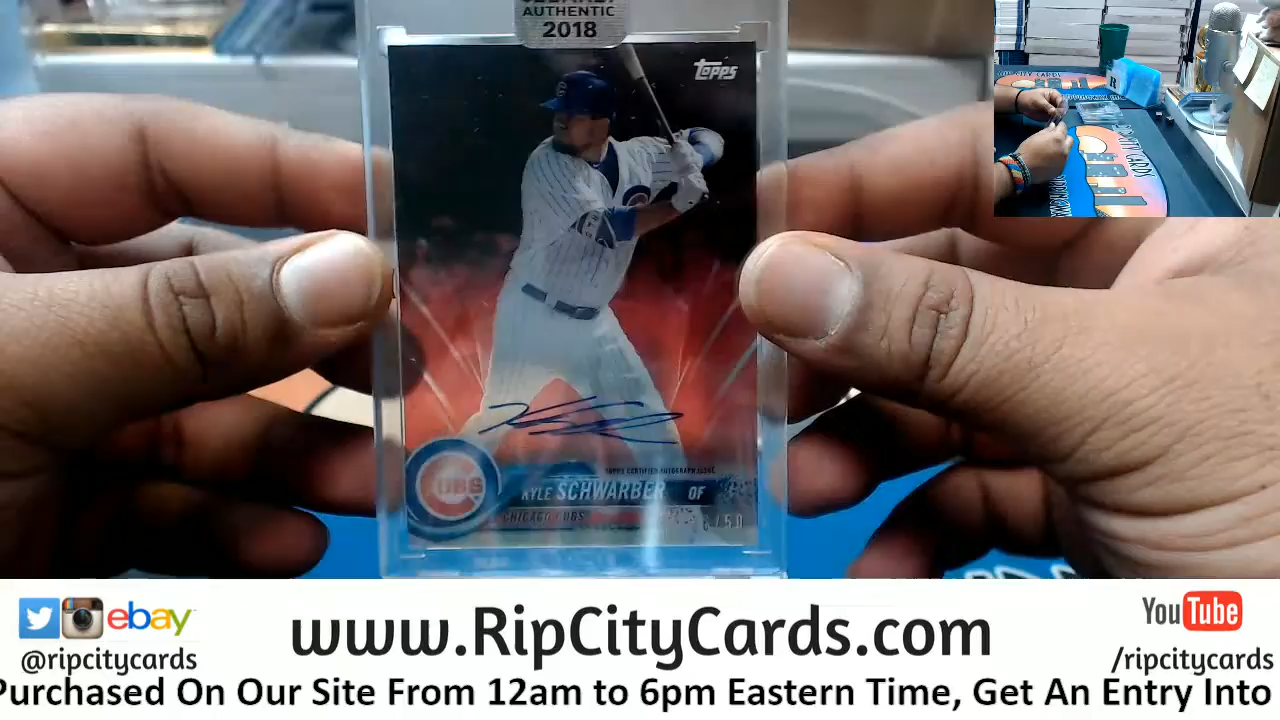 AUTHENTIC
2018
topps
TOPPS CERTIFIED AUTOGRAPH ISSUE
CUBS
KYLE SCHWARBER OF
CHICAGO CUBS
/50
ebay
@ripcitycards
www.RipCityCards.com
YouTube
/ripcitycards
Purchased On Our Site From 12am to 6pm Eastern Time, Get An Entry Into